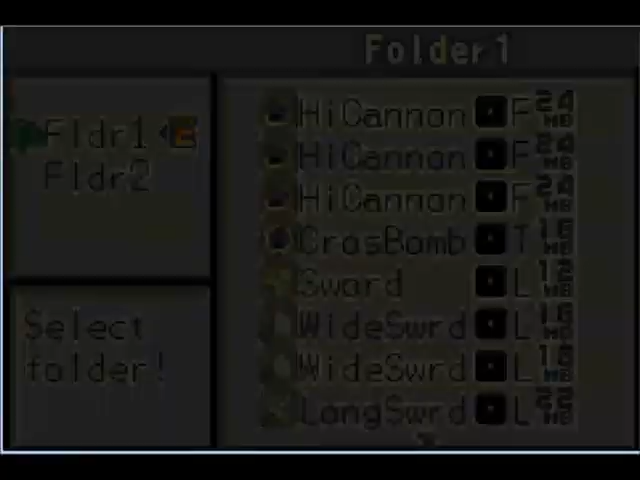 Folder1
Fldr1
Fldr2
Select
folder!
HiCannon F 24 MB
HiCannon F 24 MB
HiCannon F 24 MB
CrosBomb T 16 MB
Sword L 12 MB
WideSwrd L 16 MB
WideSwrd L 16 MB
LongSwrd L 22 MB